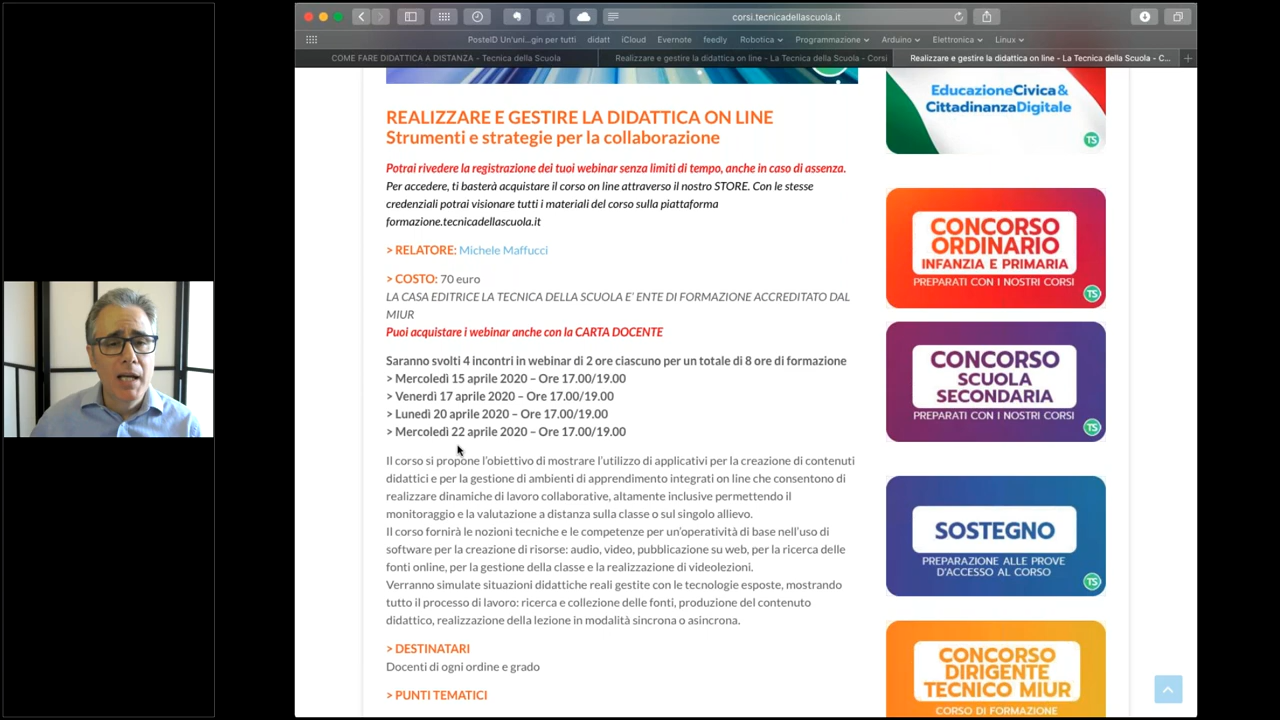 corsi.tecnicadellascuola.it
PosteID Un'uni...gin per tutti didatt iCloud Evernote feedly Robotica Programmazione Arduino Elettronica Linux
COME FARE DIDATTICA A DISTANZA - Tecnica della Scuola
Realizzare e gestire la didattica on line - La Tecnica della Scuola - Corsi
Realizzare e gestire la didattica on line - La Tecnica della Scuola - C...
REALIZZARE E GESTIRE LA DIDATTICA ON LINE
Strumenti e strategie per la collaborazione
Potrai rivedere la registrazione dei tuoi webinar senza limiti di tempo, anche in caso di assenza.
Per accedere, ti basterà acquistare il corso on line attraverso il nostro STORE. Con le stesse
credenziali potrai visionare tutti i materiali del corso sulla piattaforma
formazione.tecnicadellascuola.it
> RELATORE: Michele Maffucci
> COSTO: 70 euro
LA CASA EDITRICE LA TECNICA DELLA SCUOLA E' ENTE DI FORMAZIONE ACCREDITATO DAL
MIUR
Puoi acquistare i webinar anche con la CARTA DOCENTE
Saranno svolti 4 incontri in webinar di 2 ore ciascuno per un totale di 8 ore di formazione
> Mercoledì 15 aprile 2020 – Ore 17.00/19.00
> Venerdì 17 aprile 2020 – Ore 17.00/19.00
> Lunedì 20 aprile 2020 – Ore 17.00/19.00
> Mercoledì 22 aprile 2020 – Ore 17.00/19.00
Il corso si propone l'obiettivo di mostrare l'utilizzo di applicativi per la creazione di contenuti
didattici e per la gestione di ambienti di apprendimento integrati on line che consentono di
realizzare dinamiche di lavoro collaborative, altamente inclusive permettendo il
monitoraggio e la valutazione a distanza sulla classe o sul singolo allievo.
Il corso fornirà le nozioni tecniche e le competenze per un'operatività di base nell'uso di
software per la creazione di risorse: audio, video, pubblicazione su web, per la ricerca delle
fonti online, per la gestione della classe e la realizzazione di videolezioni.
Verranno simulate situazioni didattiche reali gestite con le tecnologie esposte, mostrando
tutto il processo di lavoro: ricerca e collezione delle fonti, produzione del contenuto
didattico, realizzazione della lezione in modalità sincrona o asincrona.
> DESTINATARI
Docenti di ogni ordine e grado
> PUNTI TEMATICI
EducazioneCivica&
CittadinanzaDigitale
TS
CONCORSO
ORDINARIO
INFANZIA E PRIMARIA
PREPARATI CON I NOSTRI CORSI
TS
CONCORSO
SCUOLA
SECONDARIA
PREPARATI CON I NOSTRI CORSI
TS
SOSTEGNO
PREPARAZIONE ALLE PROVE
D'ACCESSO AL CORSO
TS
CONCORSO
DIRIGENTE
TECNICO MIUR
CORSO DI FORMAZIONE